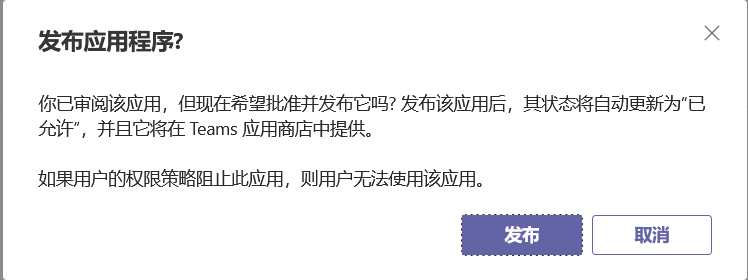 发布应用程序?
你已审阅该应用，但现在希望批准并发布它吗? 发布该应用后，其状态将自动更新为“已
允许”，并且它将在 Teams 应用商店中提供。
如果用户的权限策略阻止此应用，则用户无法使用该应用。
发布
取消